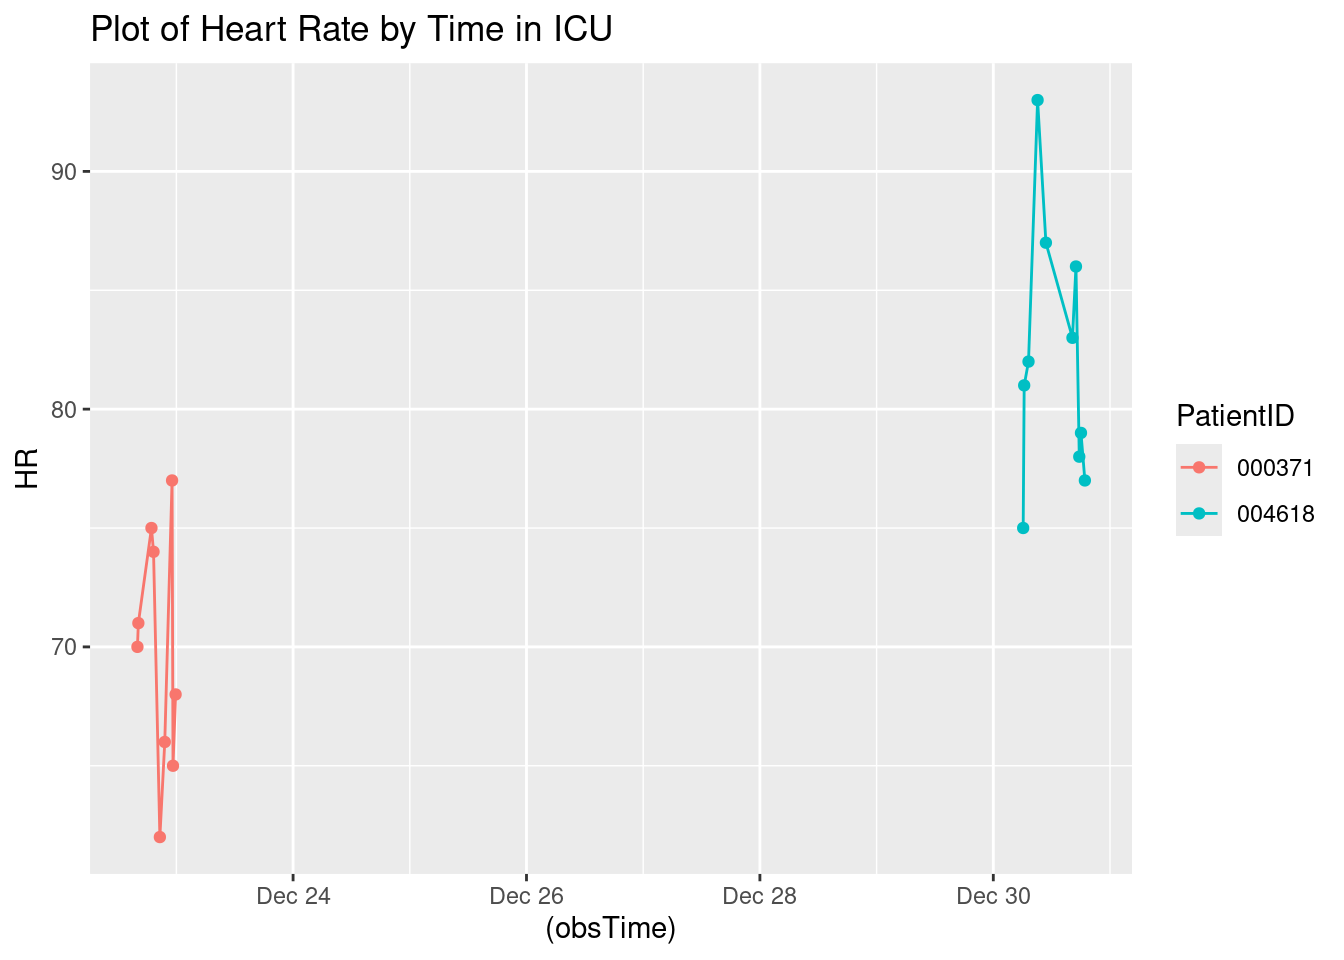 Plot of Heart Rate by Time in ICU
90
80
70
HR
Dec 24
Dec 26
Dec 28
Dec 30
(obsTime)
PatientID
000371
004618